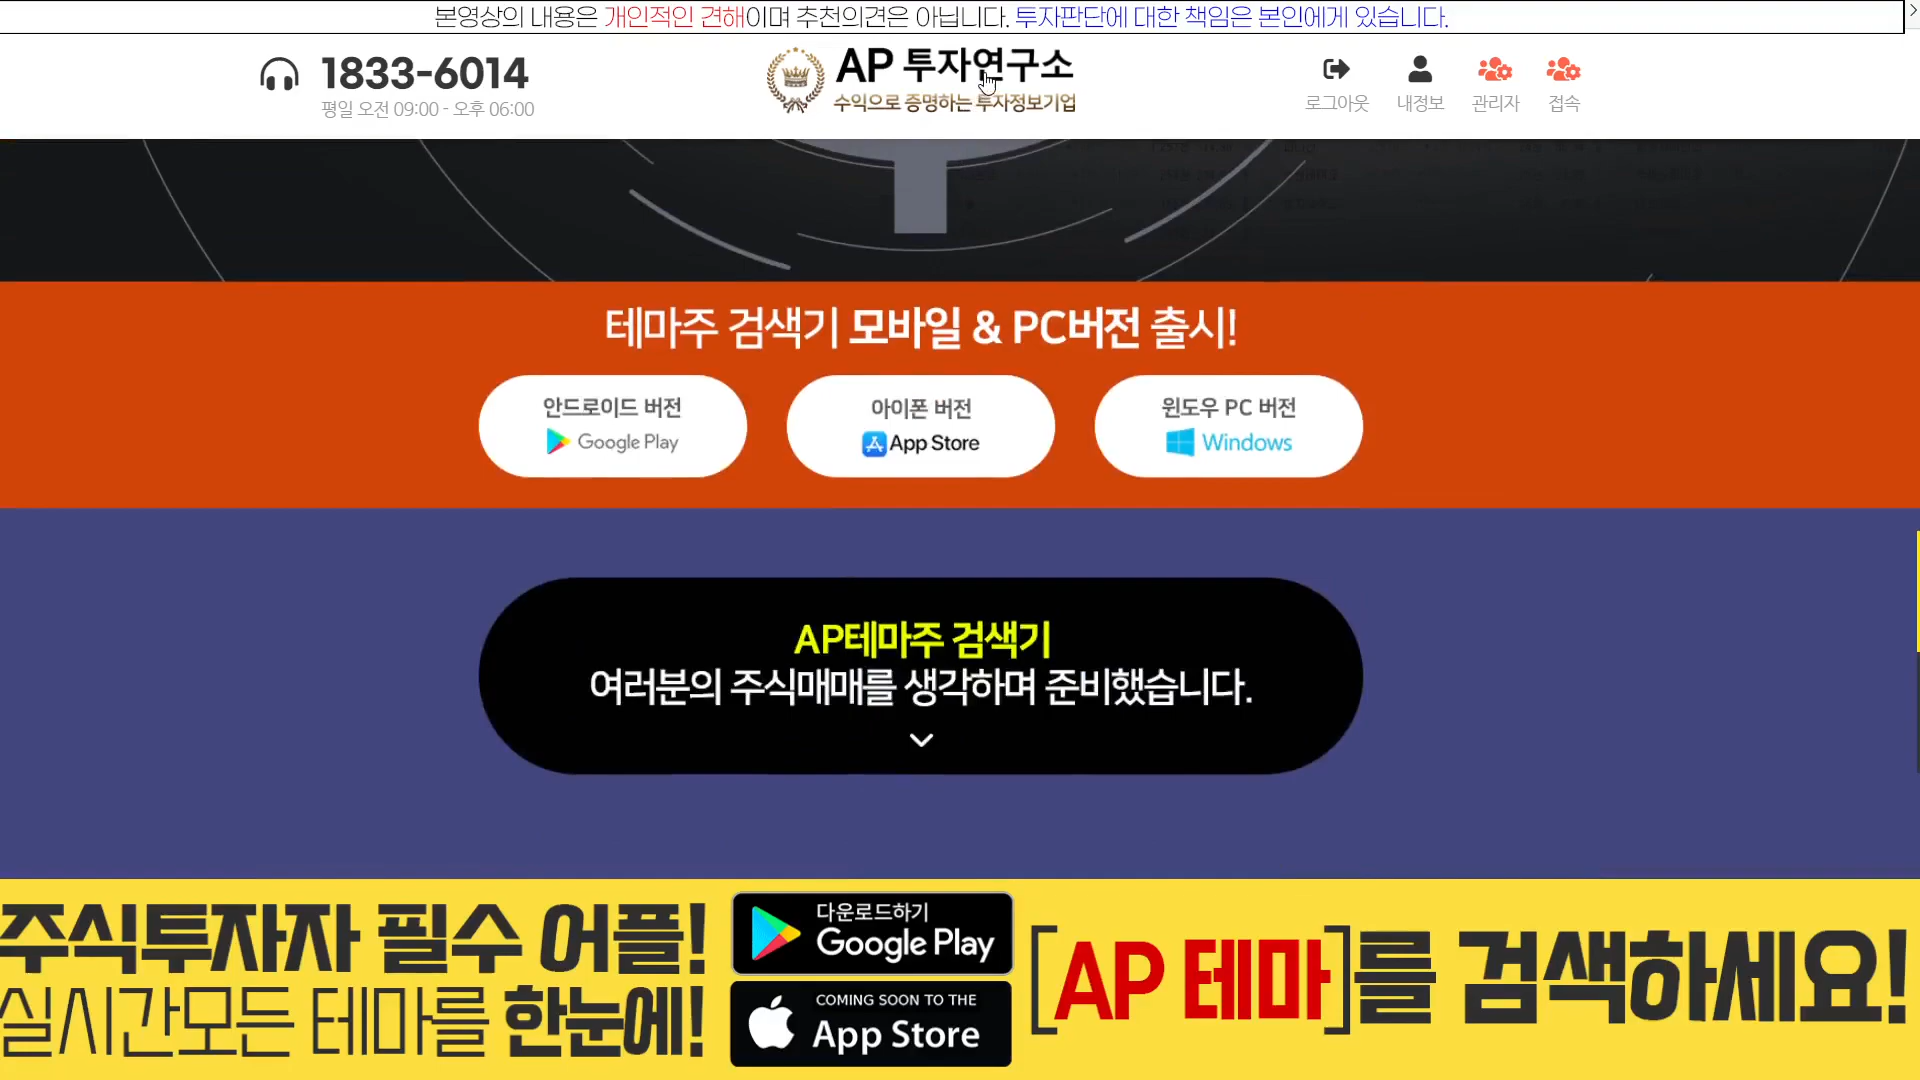 본영상의 내용은 개인적인 견해이며 추천의견은 아닙니다. 투자판단에 대한 책임은 본인에게 있습니다.
1833-6014
평일 오전 09:00 - 오후 06:00
AP 투자연구소
수익으로 증명하는 투자정보기업
로그아웃
내정보
관리자
접속
테마주 검색기 모바일 & PC버전 출시!
안드로이드 버전
Google Play
아이폰 버전
App Store
윈도우 PC 버전
Windows
AP테마주 검색기
여러분의 주식매매를 생각하며 준비했습니다.
주식투자자 필수 어플!
실시간모든 테마를 한눈에!
다운로드하기
Google Play
COMING SOON TO THE
App Store
[AP 테마]를 검색하세요!